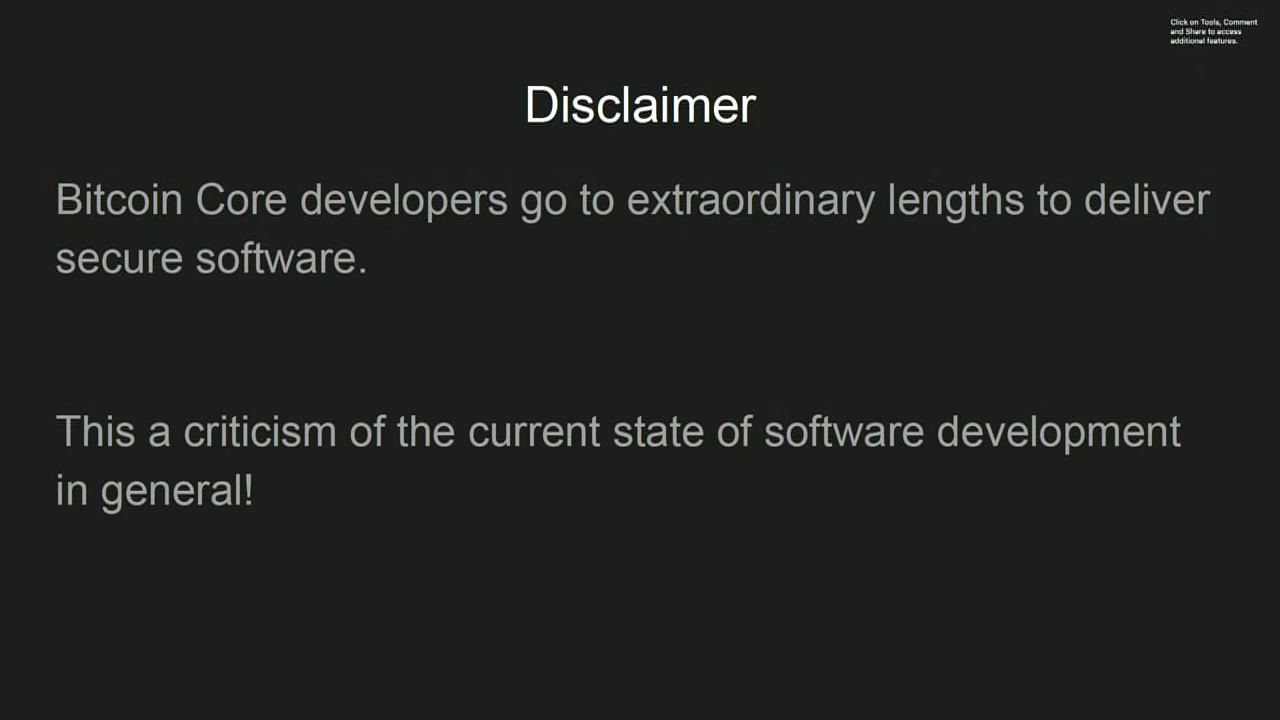 Click on Tools, Comment
and Share to access
additional features.
Disclaimer
Bitcoin Core developers go to extraordinary lengths to deliver
secure software.
This a criticism of the current state of software development
in general!